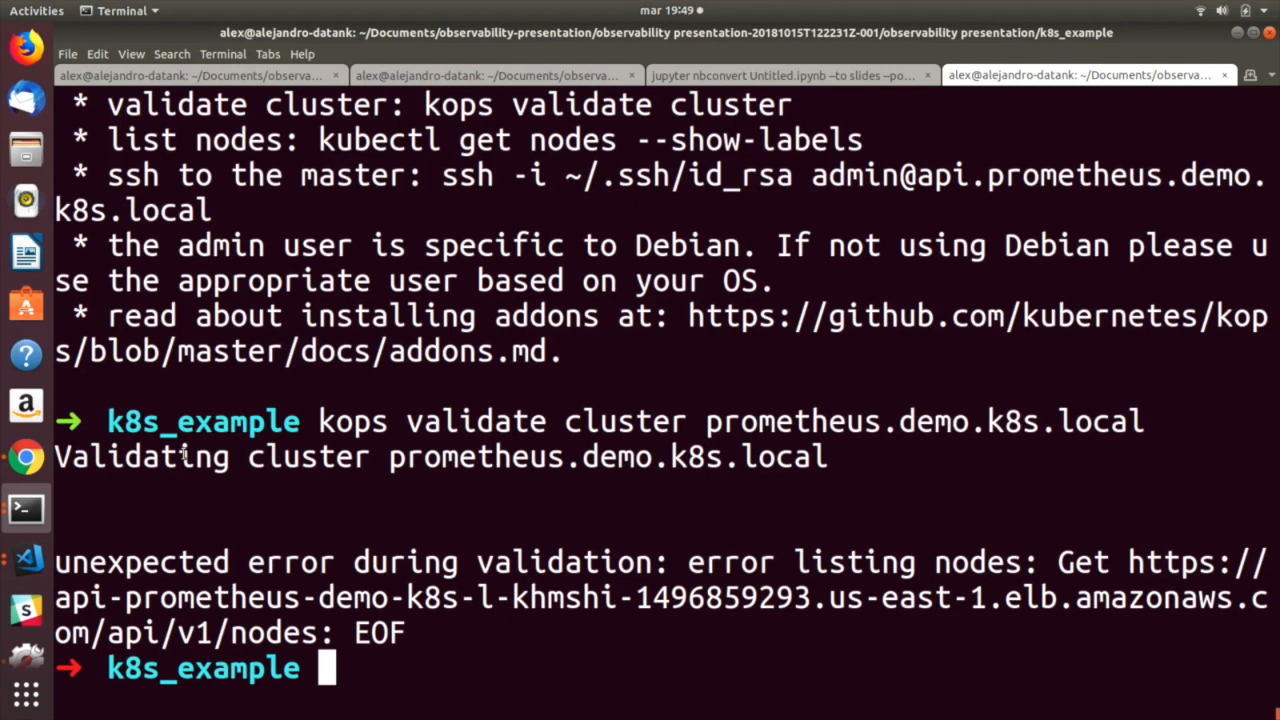 Activities Terminal mar 19:49
alex@alejandro-datank: ~/Documents/observability-presentation/observability presentation-20181015T122231Z-001/observability presentation/k8s_example
File Edit View Search Terminal Tabs Help
alex@alejandro-datank: ~/Documents/observa... × alex@alejandro-datank: ~/Documents/observa... × jupyter nbconvert Untitled.ipynb --to slides --po... × alex@alejandro-datank: ~/Documents/observa... ×
* validate cluster: kops validate cluster
* list nodes: kubectl get nodes --show-labels
* ssh to the master: ssh -i ~/.ssh/id_rsa admin@api.prometheus.demo.
k8s.local
* the admin user is specific to Debian. If not using Debian please u
se the appropriate user based on your OS.
* read about installing addons at: https://github.com/kubernetes/kop
s/blob/master/docs/addons.md.
➜ k8s_example kops validate cluster prometheus.demo.k8s.local
Validating cluster prometheus.demo.k8s.local
unexpected error during validation: error listing nodes: Get https://
api-prometheus-demo-k8s-l-khmshi-1496859293.us-east-1.elb.amazonaws.c
om/api/v1/nodes: EOF
➜ k8s_example